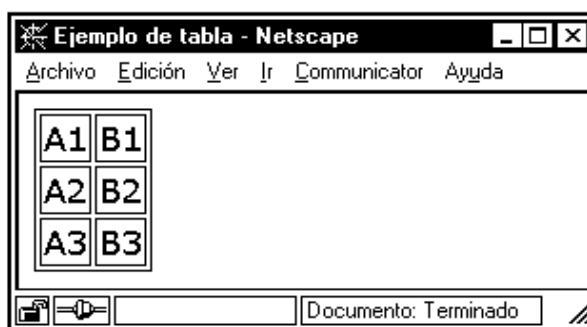 Ejemplo de tabla - Netscape
Archivo Edición Ver Ir Communicator Ayuda
A1 B1
A2 B2
A3 B3
Documento: Terminado